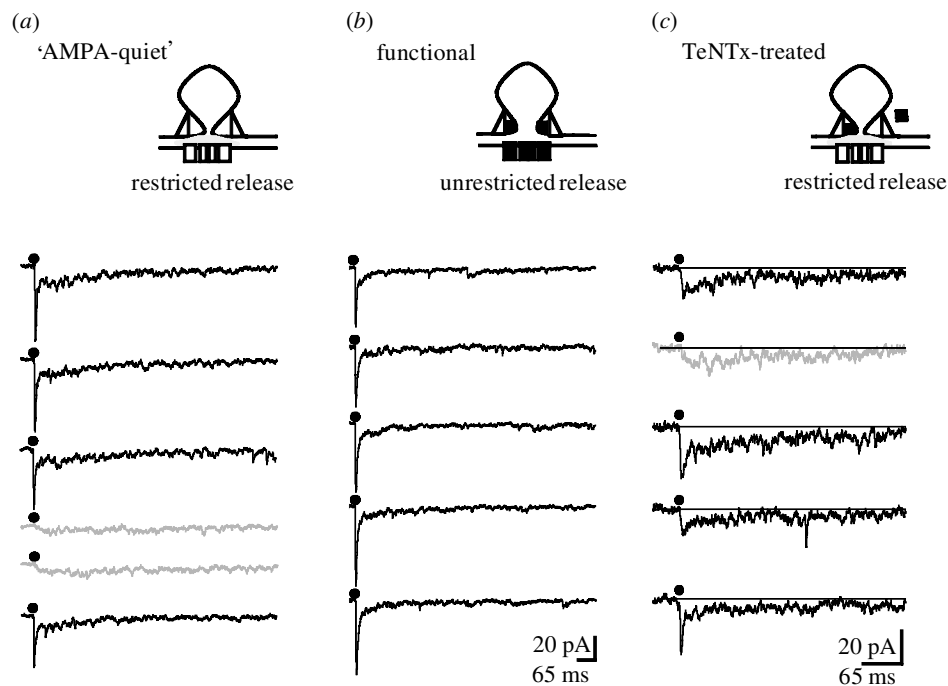 (a)
'AMPA-quiet'
restricted release
(b)
functional
unrestricted release
20 pA
65 ms
(c)
TeNTx-treated
restricted release
20 pA
65 ms